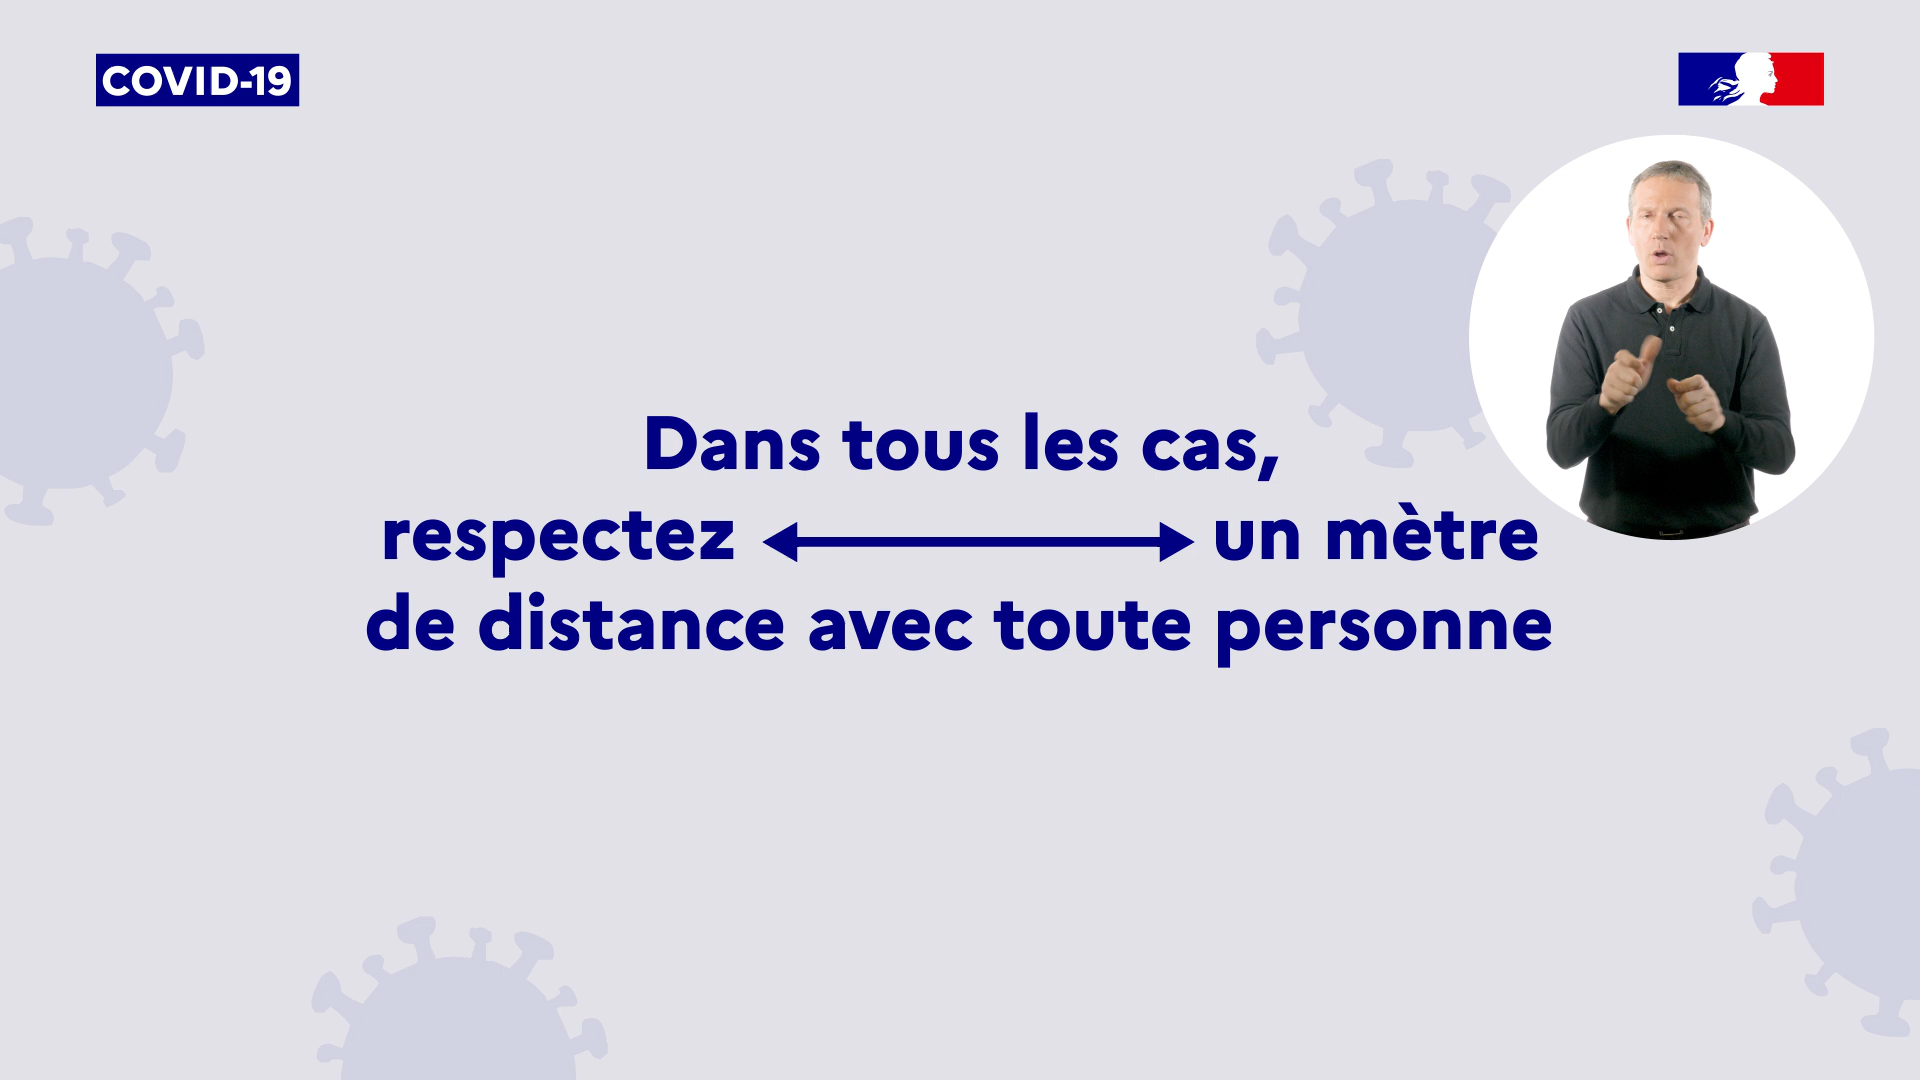 COVID-19
Dans tous les cas,
respectez un mètre
de distance avec toute personne